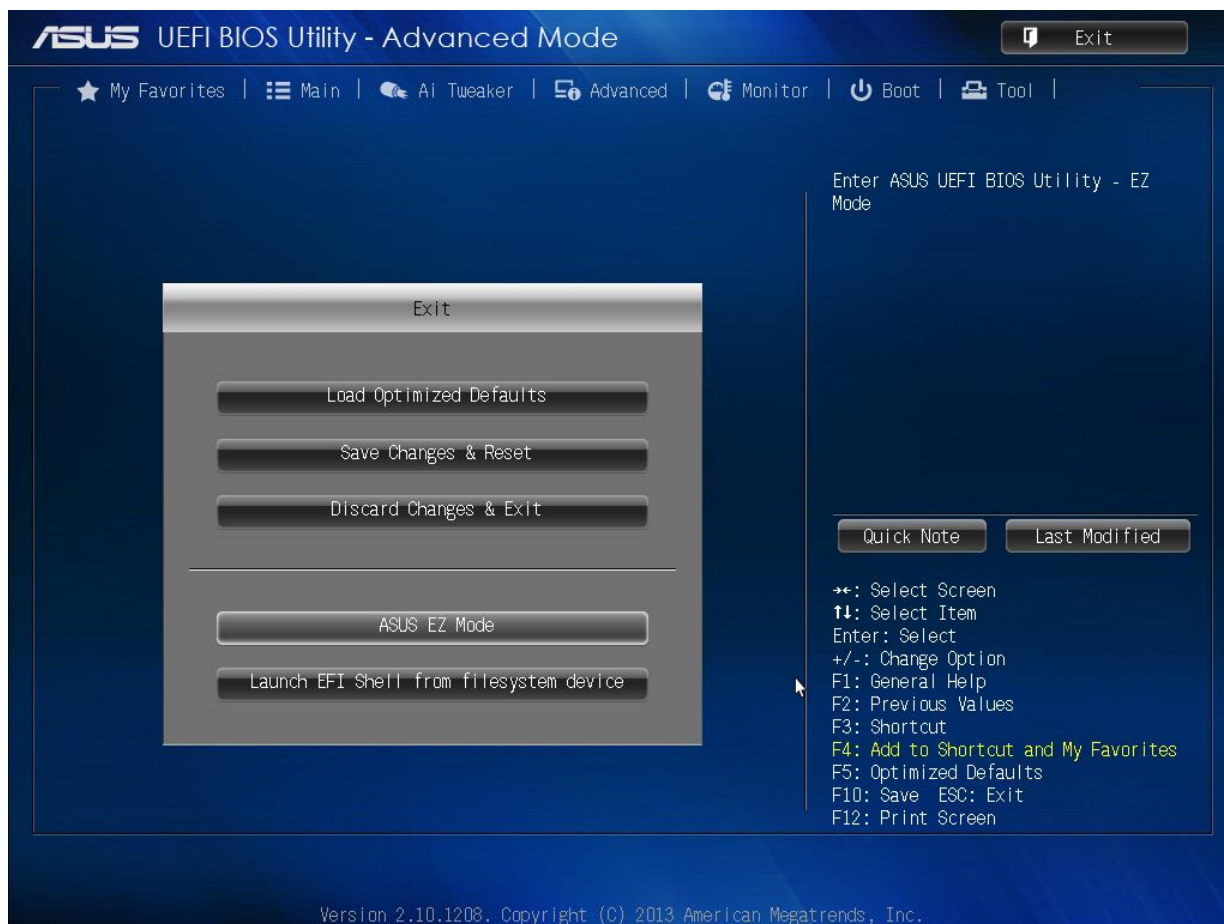 ASUS UEFI BIOS Utility - Advanced Mode
Exit
My Favorites | Main | Ai Tweaker | Advanced | Monitor | Boot | Tool |
Enter ASUS UEFI BIOS Utility - EZ
Mode
Exit
Load Optimized Defaults
Save Changes & Reset
Discard Changes & Exit
ASUS EZ Mode
Launch EFI Shell from filesystem device
Quick Note
Last Modified
→←: Select Screen
↑↓: Select Item
Enter: Select
+/-: Change Option
F1: General Help
F2: Previous Values
F3: Shortcut
F4: Add to Shortcut and My Favorites
F5: Optimized Defaults
F10: Save ESC: Exit
F12: Print Screen
Version 2.10.1208. Copyright (C) 2013 American Megatrends, Inc.